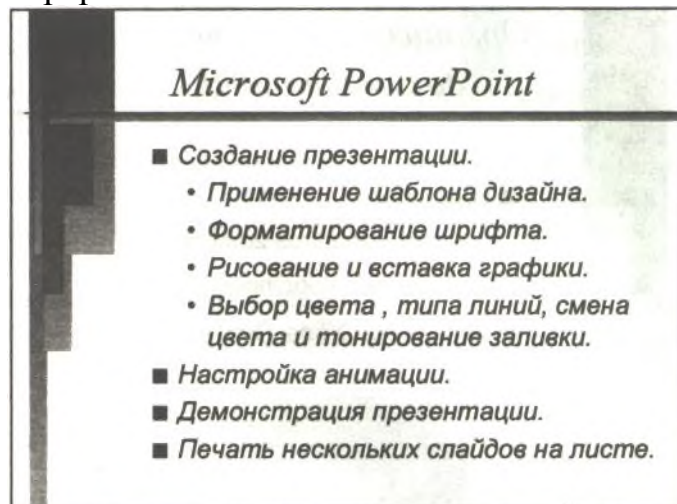 Microsoft PowerPoint
■ Создание презентации.
• Применение шаблона дизайна.
• Форматирование шрифта.
• Рисование и вставка графики.
• Выбор цвета , типа линий, смена
цвета и тонирование заливки.
■ Настройка анимации.
■ Демонстрация презентации.
■ Печать нескольких слайдов на листе.